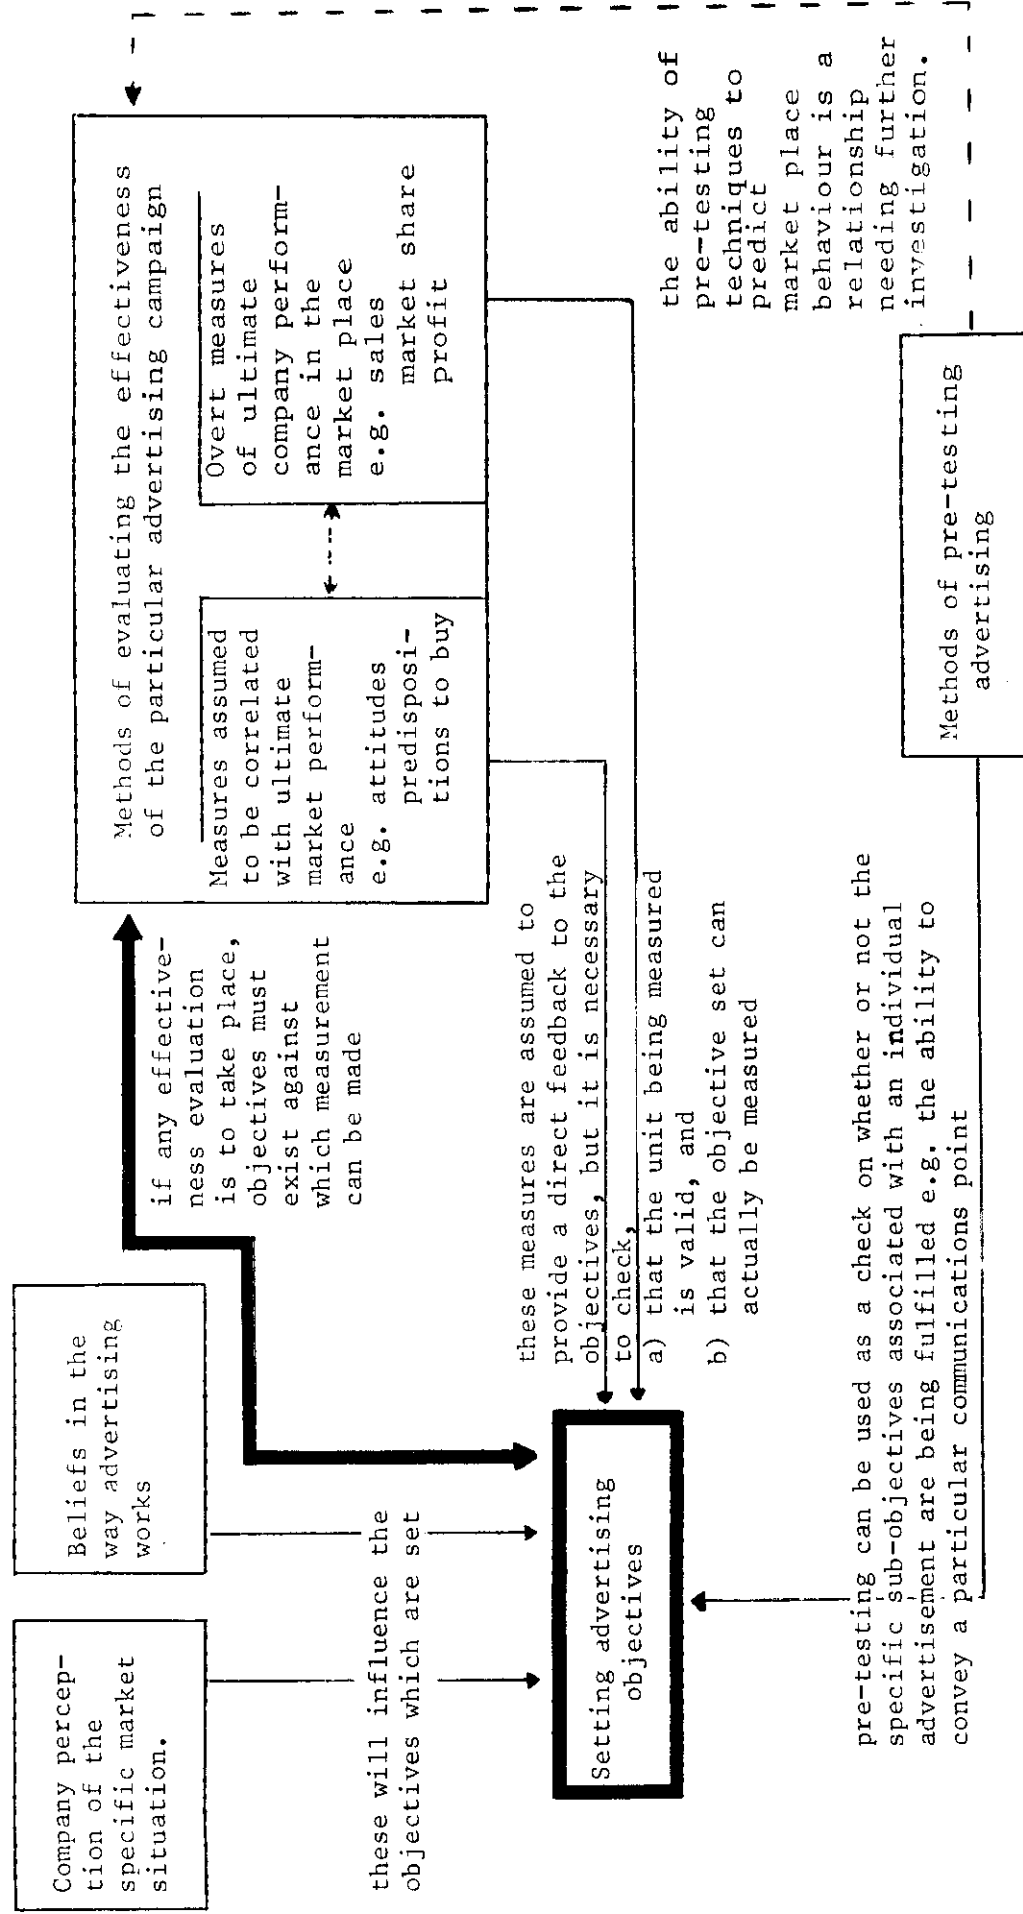 Company percep-
tion of the
specific market
situation.
Beliefs in the
way advertising
works
these will influence the
objectives which are set
Setting advertising
objectives
if any effective-
ness evaluation
is to take place,
objectives must
exist against
which measurement
can be made
Methods of evaluating the effectiveness
of the particular advertising campaign
Measures assumed
to be correlated
with ultimate
market perform-
ance
e.g. attitudes
predisposi-
tions to buy
Overt measures
of ultimate
company perform-
ance in the
market place
e.g. sales
market share
profit
these measures are assumed to
provide a direct feedback to the
objectives, but it is necessary
to check,
a) that the unit being measured
is valid, and
b) that the objective set can
actually be measured
the ability of
pre-testing
techniques to
predict
market place
behaviour is a
relationship
needing further
investigation.
pre-testing can be used as a check on whether or not the
specific sub-objectives associated with an individual
advertisement are being fulfilled e.g. the ability to
convey a particular communications point
Methods of pre-testing
advertising